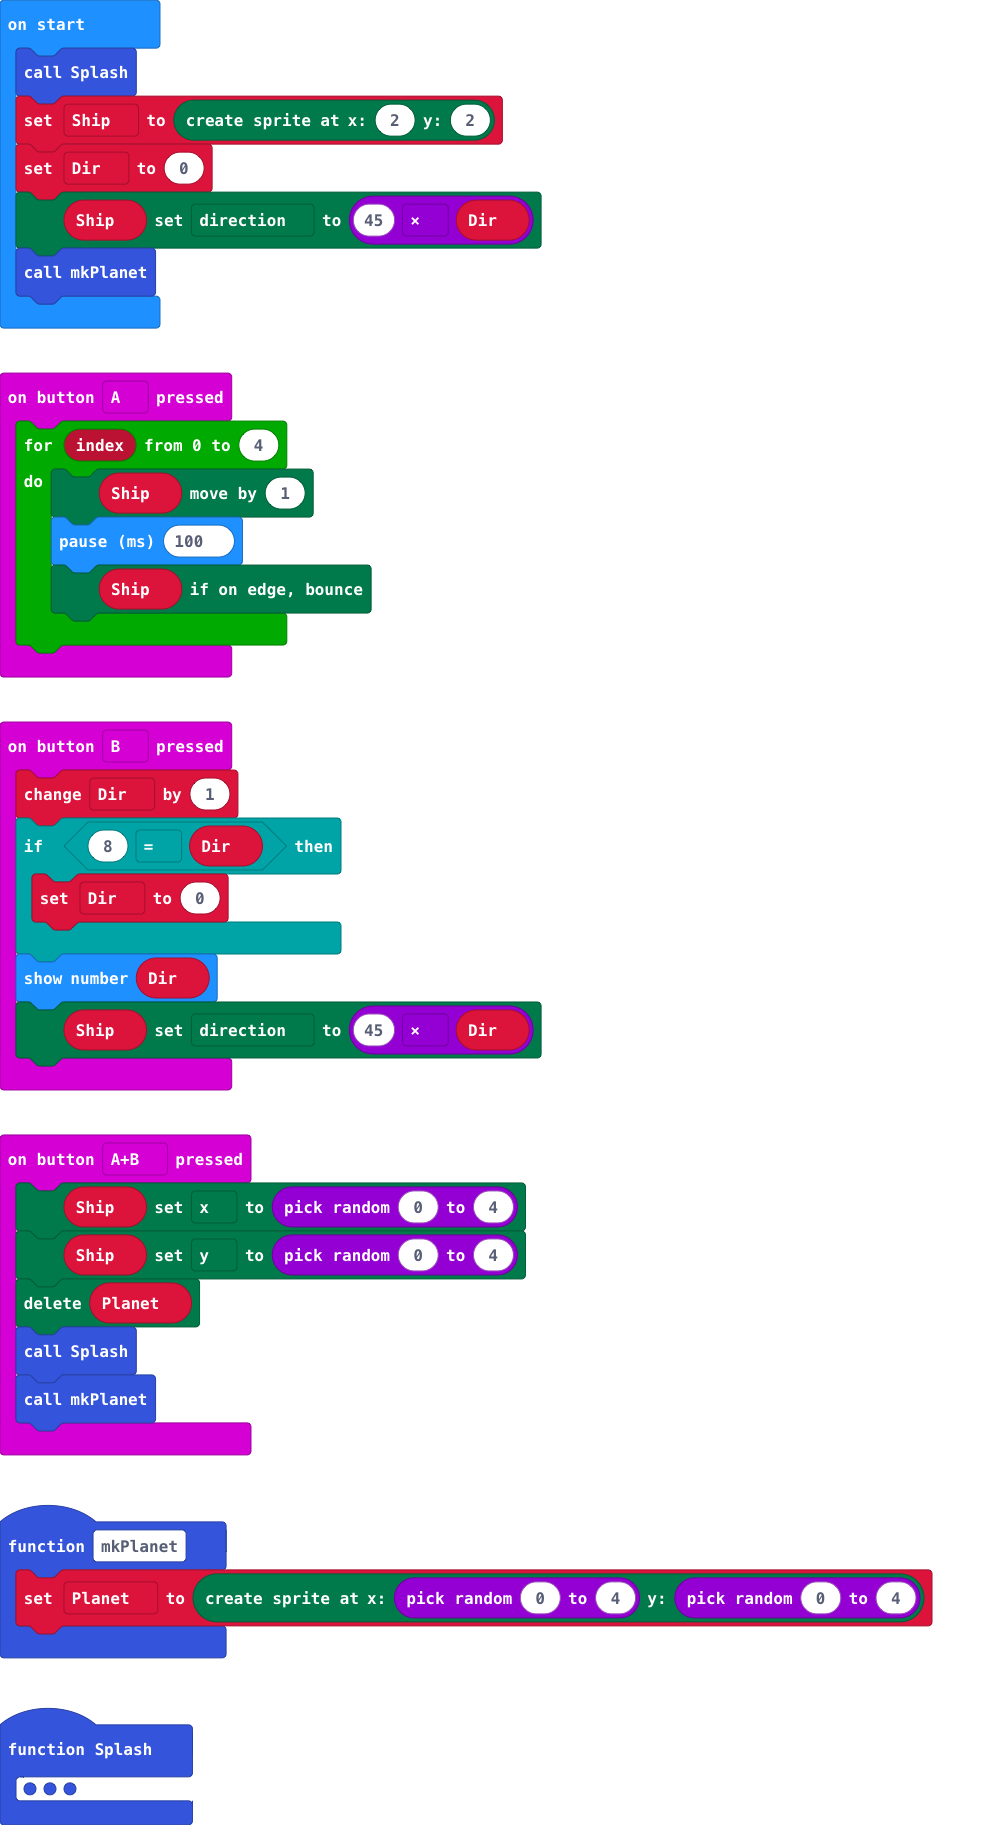 on start
call Splash
set Ship to create sprite at x: 2 y: 2
set Dir to 0
Ship set direction to 45 × Dir
call mkPlanet
on button A pressed
for index from 0 to 4
do Ship move by 1
pause (ms) 100
Ship if on edge, bounce
on button B pressed
change Dir by 1
if 8 = Dir then
set Dir to 0
show number Dir
Ship set direction to 45 × Dir
on button A+B pressed
Ship set x to pick random 0 to 4
Ship set y to pick random 0 to 4
delete Planet
call Splash
call mkPlanet
function mkPlanet
set Planet to create sprite at x: pick random 0 to 4 y: pick random 0 to 4
function Splash